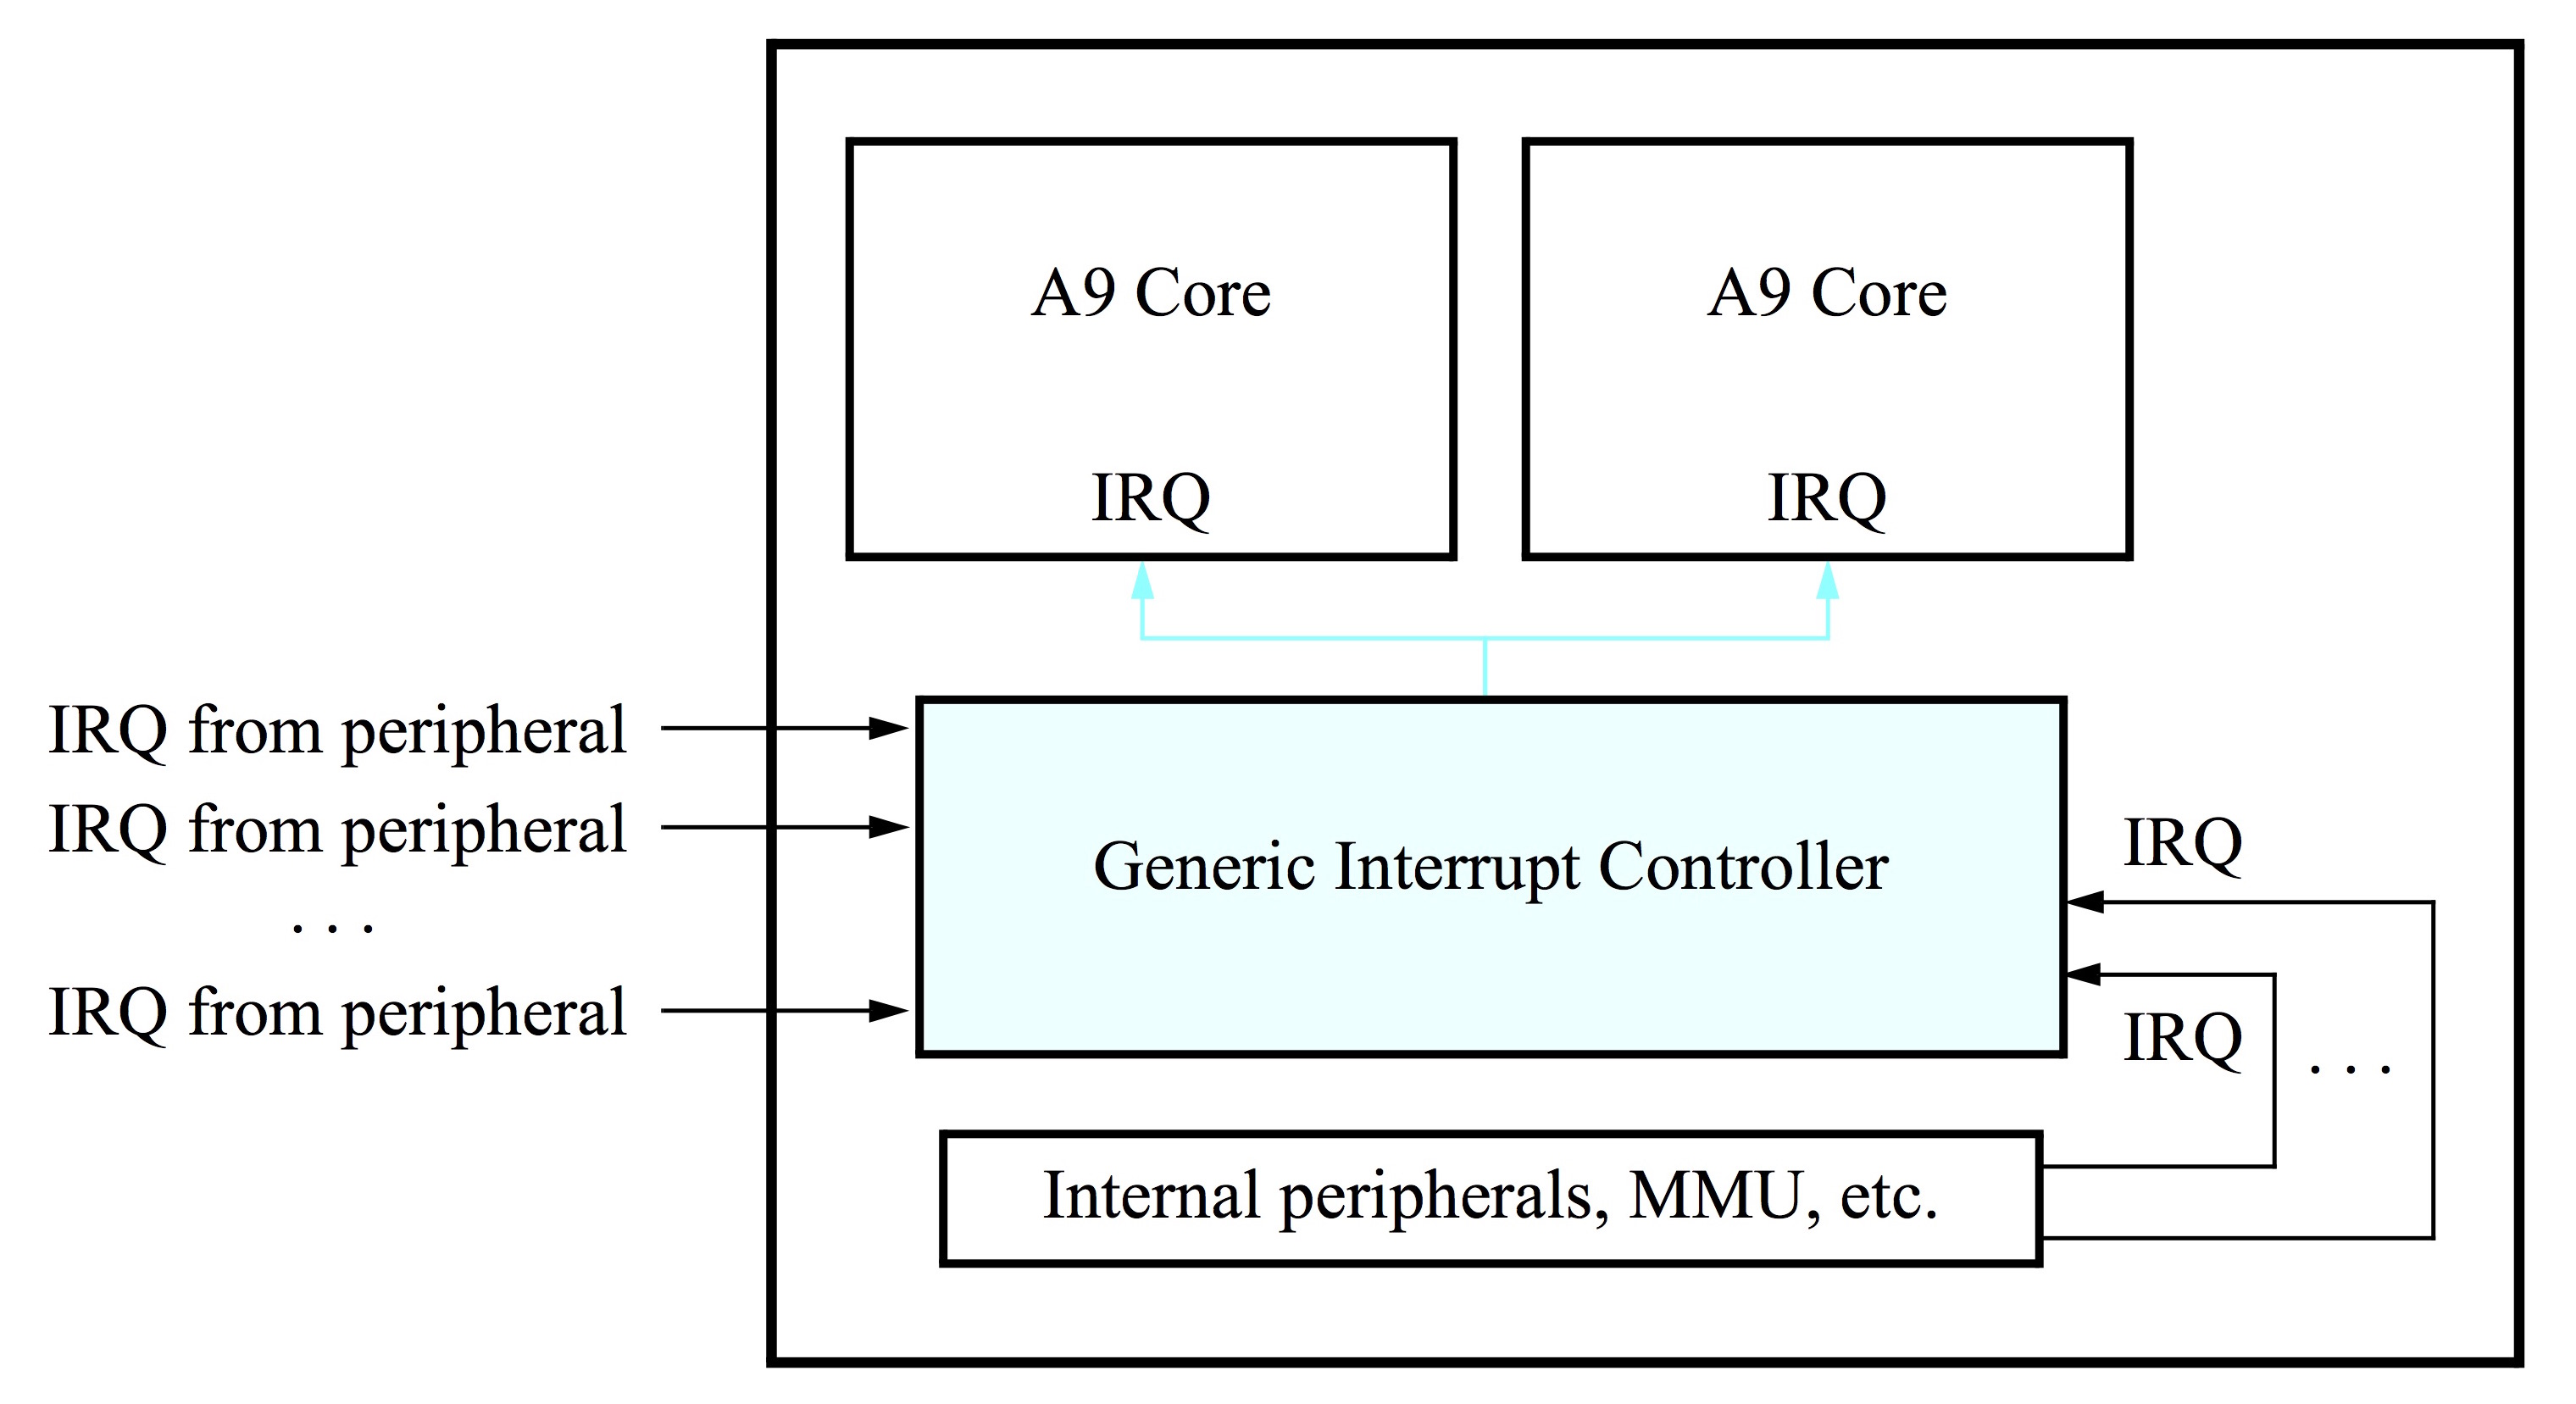 A9 Core
A9 Core
IRQ
IRQ
IRQ from peripheral
IRQ from peripheral
. . .
IRQ from peripheral
Generic Interrupt Controller
IRQ
IRQ
. . .
Internal peripherals, MMU, etc.